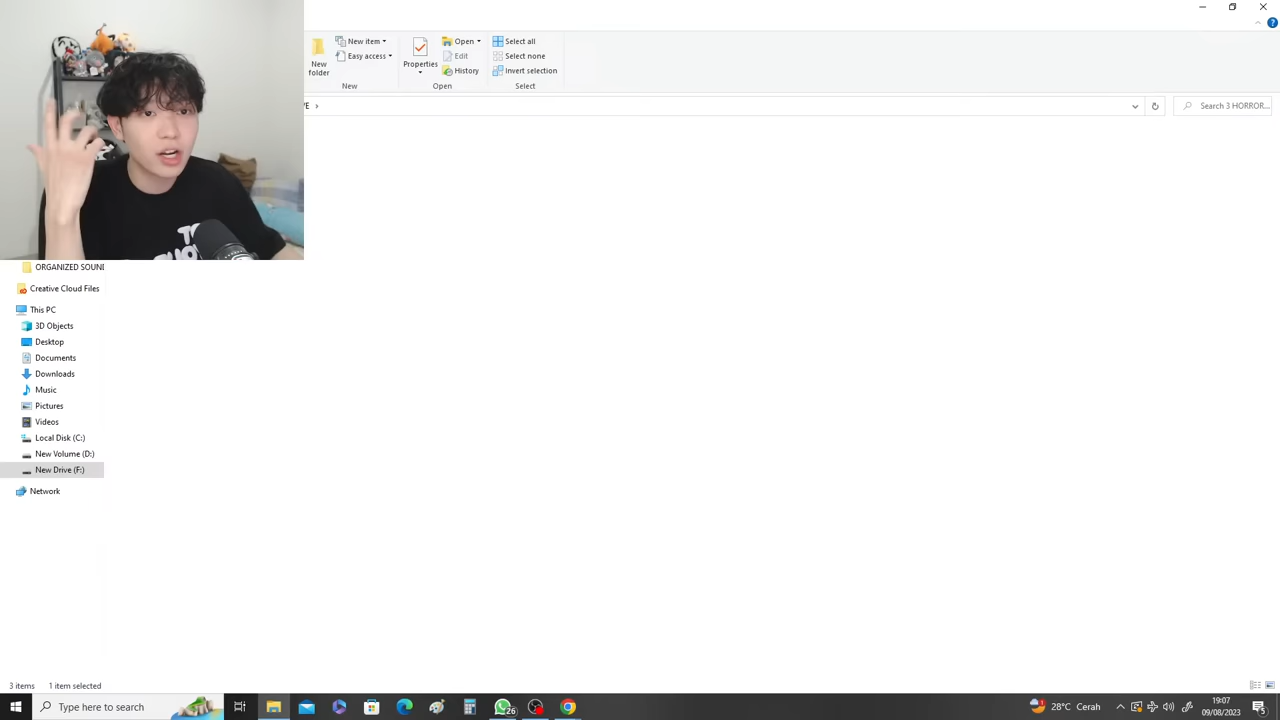 New item
Easy access
New
folder
New
Properties
Open
Edit
History
Open
Select all
Select none
Invert selection
Select
Search 3 HORROR...
ORGANIZED SOUND
Creative Cloud Files
This PC
3D Objects
Desktop
Documents
Downloads
Music
Pictures
Videos
Local Disk (C:)
New Volume (D:)
New Drive (F:)
Network
3 items 1 item selected
Type here to search
26
28°C Cerah
19:07
09/08/2023